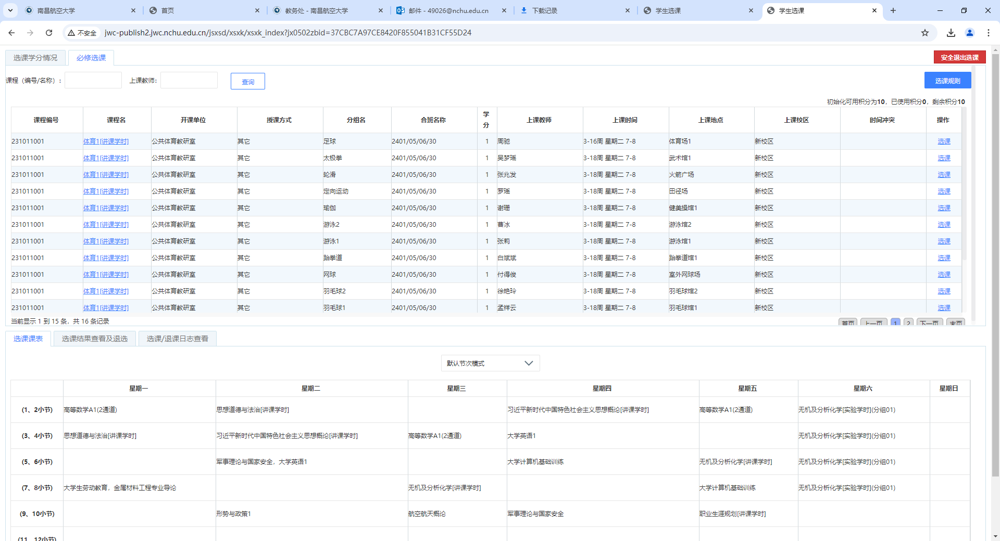 南昌航空大学
首页
教务处 - 南昌航空大学
邮件 - 49026@nchu.edu.cn
下载记录
学生选课
学生选课
不安全 jwc-publish2.jwc.nchu.edu.cn/jsxsd/xsxk/xsxk_index?jx0502zbid=37CBC7A97CE8420F855041B31CF55D24
选课学分情况 必修选课 安全退出选课
课程（编号/名称）： 上课教师: 查询 选课规则
初始化可用积分为10，已使用积分0，剩余积分10
课程编号 课程名 开课单位 授课方式 分组名 合班名称 学分 上课教师 上课时间 上课地点 上课校区 时间冲突 操作
231011001 体育1[讲课学时] 公共体育教研室 其它 足球 2401/05/06/30 1 周驰 3-16周 星期二 7-8 体育场1 新校区 选课
231011001 体育1[讲课学时] 公共体育教研室 其它 太极拳 2401/05/06/30 1 吴梦瑶 3-18周 星期二 7-8 武术馆1 新校区 选课
231011001 体育1[讲课学时] 公共体育教研室 其它 轮滑 2401/05/06/30 1 张兆发 3-18周 星期二 7-8 火箭广场 新校区 选课
231011001 体育1[讲课学时] 公共体育教研室 其它 定向运动 2401/05/06/30 1 罗瑶 3-18周 星期二 7-8 田径场 新校区 选课
231011001 体育1[讲课学时] 公共体育教研室 其它 瑜伽 2401/05/06/30 1 谢珊 3-18周 星期二 7-8 健美操馆1 新校区 选课
231011001 体育1[讲课学时] 公共体育教研室 其它 游泳2 2401/05/06/30 1 曹冰 3-18周 星期二 7-8 游泳馆2 新校区 选课
231011001 体育1[讲课学时] 公共体育教研室 其它 游泳1 2401/05/06/30 1 张莉 3-18周 星期二 7-8 游泳馆1 新校区 选课
231011001 体育1[讲课学时] 公共体育教研室 其它 跆拳道 2401/05/06/30 1 白斌斌 3-18周 星期二 7-8 跆拳道馆1 新校区 选课
231011001 体育1[讲课学时] 公共体育教研室 其它 网球 2401/05/06/30 1 付得俊 3-18周 星期二 7-8 室外网球场 新校区 选课
231011001 体育1[讲课学时] 公共体育教研室 其它 羽毛球2 2401/05/06/30 1 徐艳玲 3-18周 星期二 7-8 羽毛球馆2 新校区 选课
231011001 体育1[讲课学时] 公共体育教研室 其它 羽毛球1 2401/05/06/30 1 孟祥云 3-18周 星期二 7-8 羽毛球馆1 新校区 选课
当前显示 1 到 15 条，共 16 条记录 首页 上一页 1 2 下一页 末页
选课课表 选课结果查看及退选 选课/退课日志查看
默认节次模式
星期一 星期二 星期三 星期四 星期五 星期六 星期日
(1、2小节) 高等数学A1(2通道) 思想道德与法治[讲课学时] 习近平新时代中国特色社会主义思想概论[讲课学时] 高等数学A1(2通道) 无机及分析化学[实验学时](分组01)
(3、4小节) 思想道德与法治[讲课学时] 习近平新时代中国特色社会主义思想概论[讲课学时] 高等数学A1(2通道) 大学英语1 无机及分析化学[实验学时](分组01)
(5、6小节) 军事理论与国家安全，大学英语1 大学计算机基础训练 无机及分析化学[讲课学时] 无机及分析化学[实验学时](分组01)
(7、8小节) 大学生劳动教育，金属材料工程专业导论 无机及分析化学[讲课学时] 大学计算机基础训练 无机及分析化学[实验学时](分组01)
(9、10小节) 形势与政策1 航空航天概论 军事理论与国家安全 职业生涯规划[讲课学时]
(11、12小节)